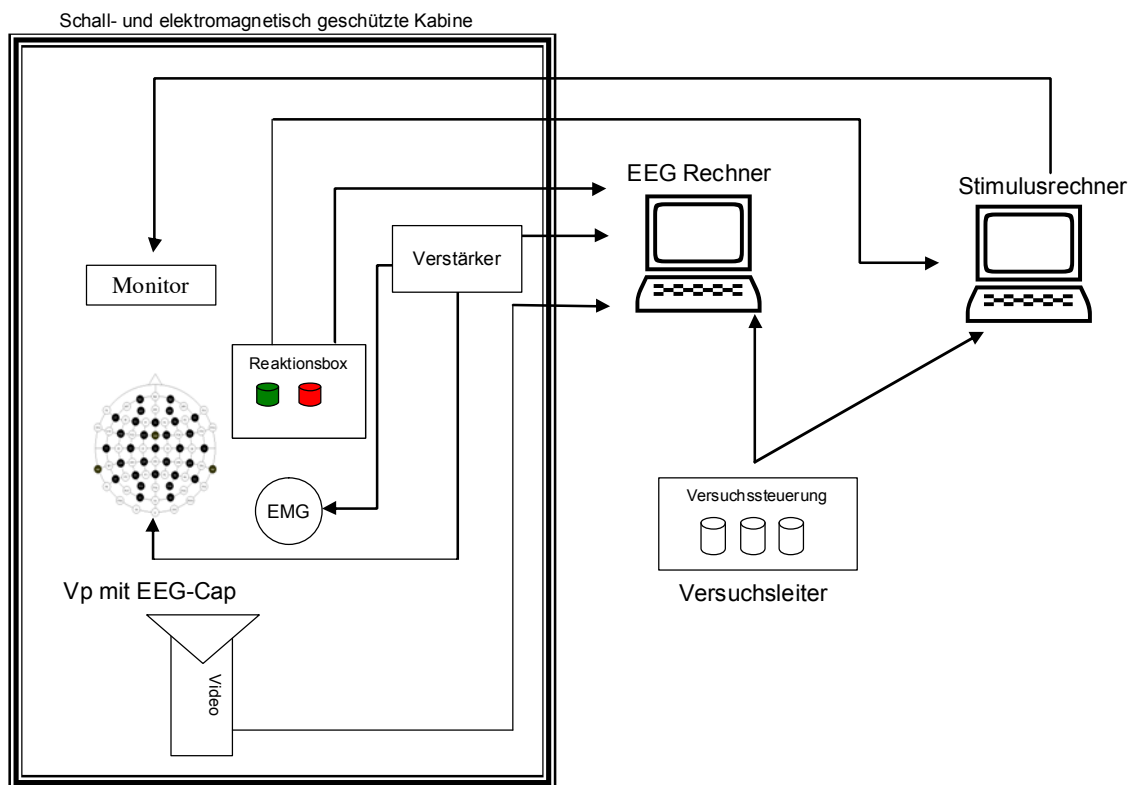 Schall- und elektromagnetisch geschützte Kabine
EEG Rechner
Stimulusrechner
Verstärker
Monitor
Reaktionsbox
EMG
Versuchssteuerung
Vp mit EEG-Cap
Versuchsleiter
Video